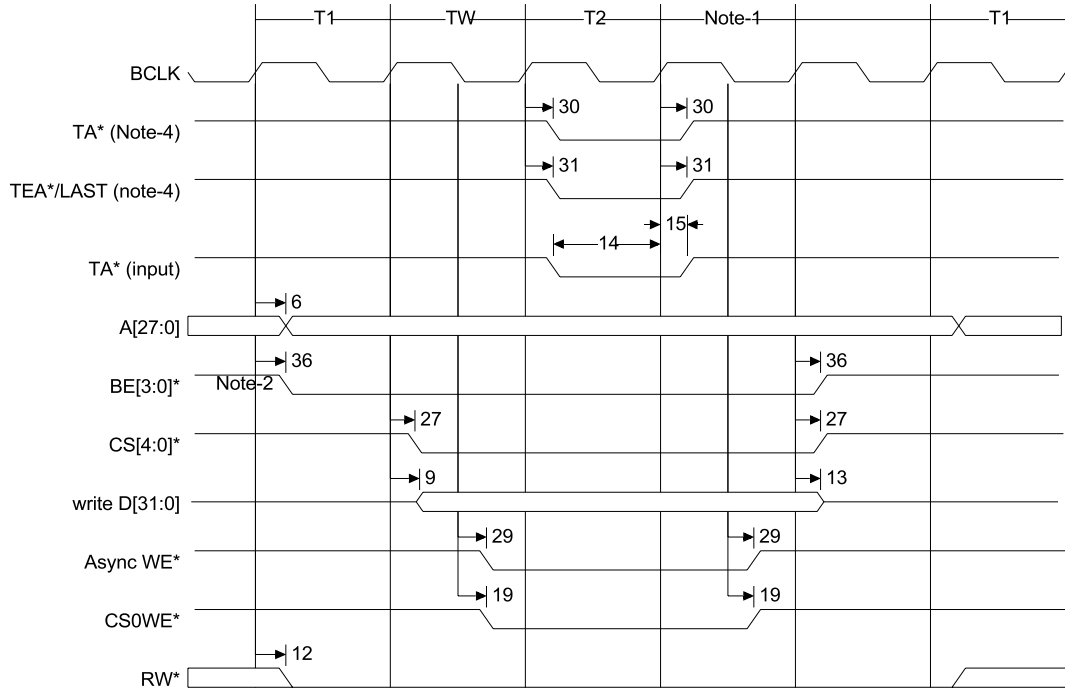 T1 TW T2 Note-1 T1
BCLK
30 30
TA* (Note-4)
31 31
TEA*/LAST (note-4)
15
14
TA* (input)
6
A[27:0]
36 36
Note-2
BE[3:0]*
27 27
CS[4:0]*
9 13
write D[31:0]
29 29
Async WE*
19 19
CS0WE*
12
RW*